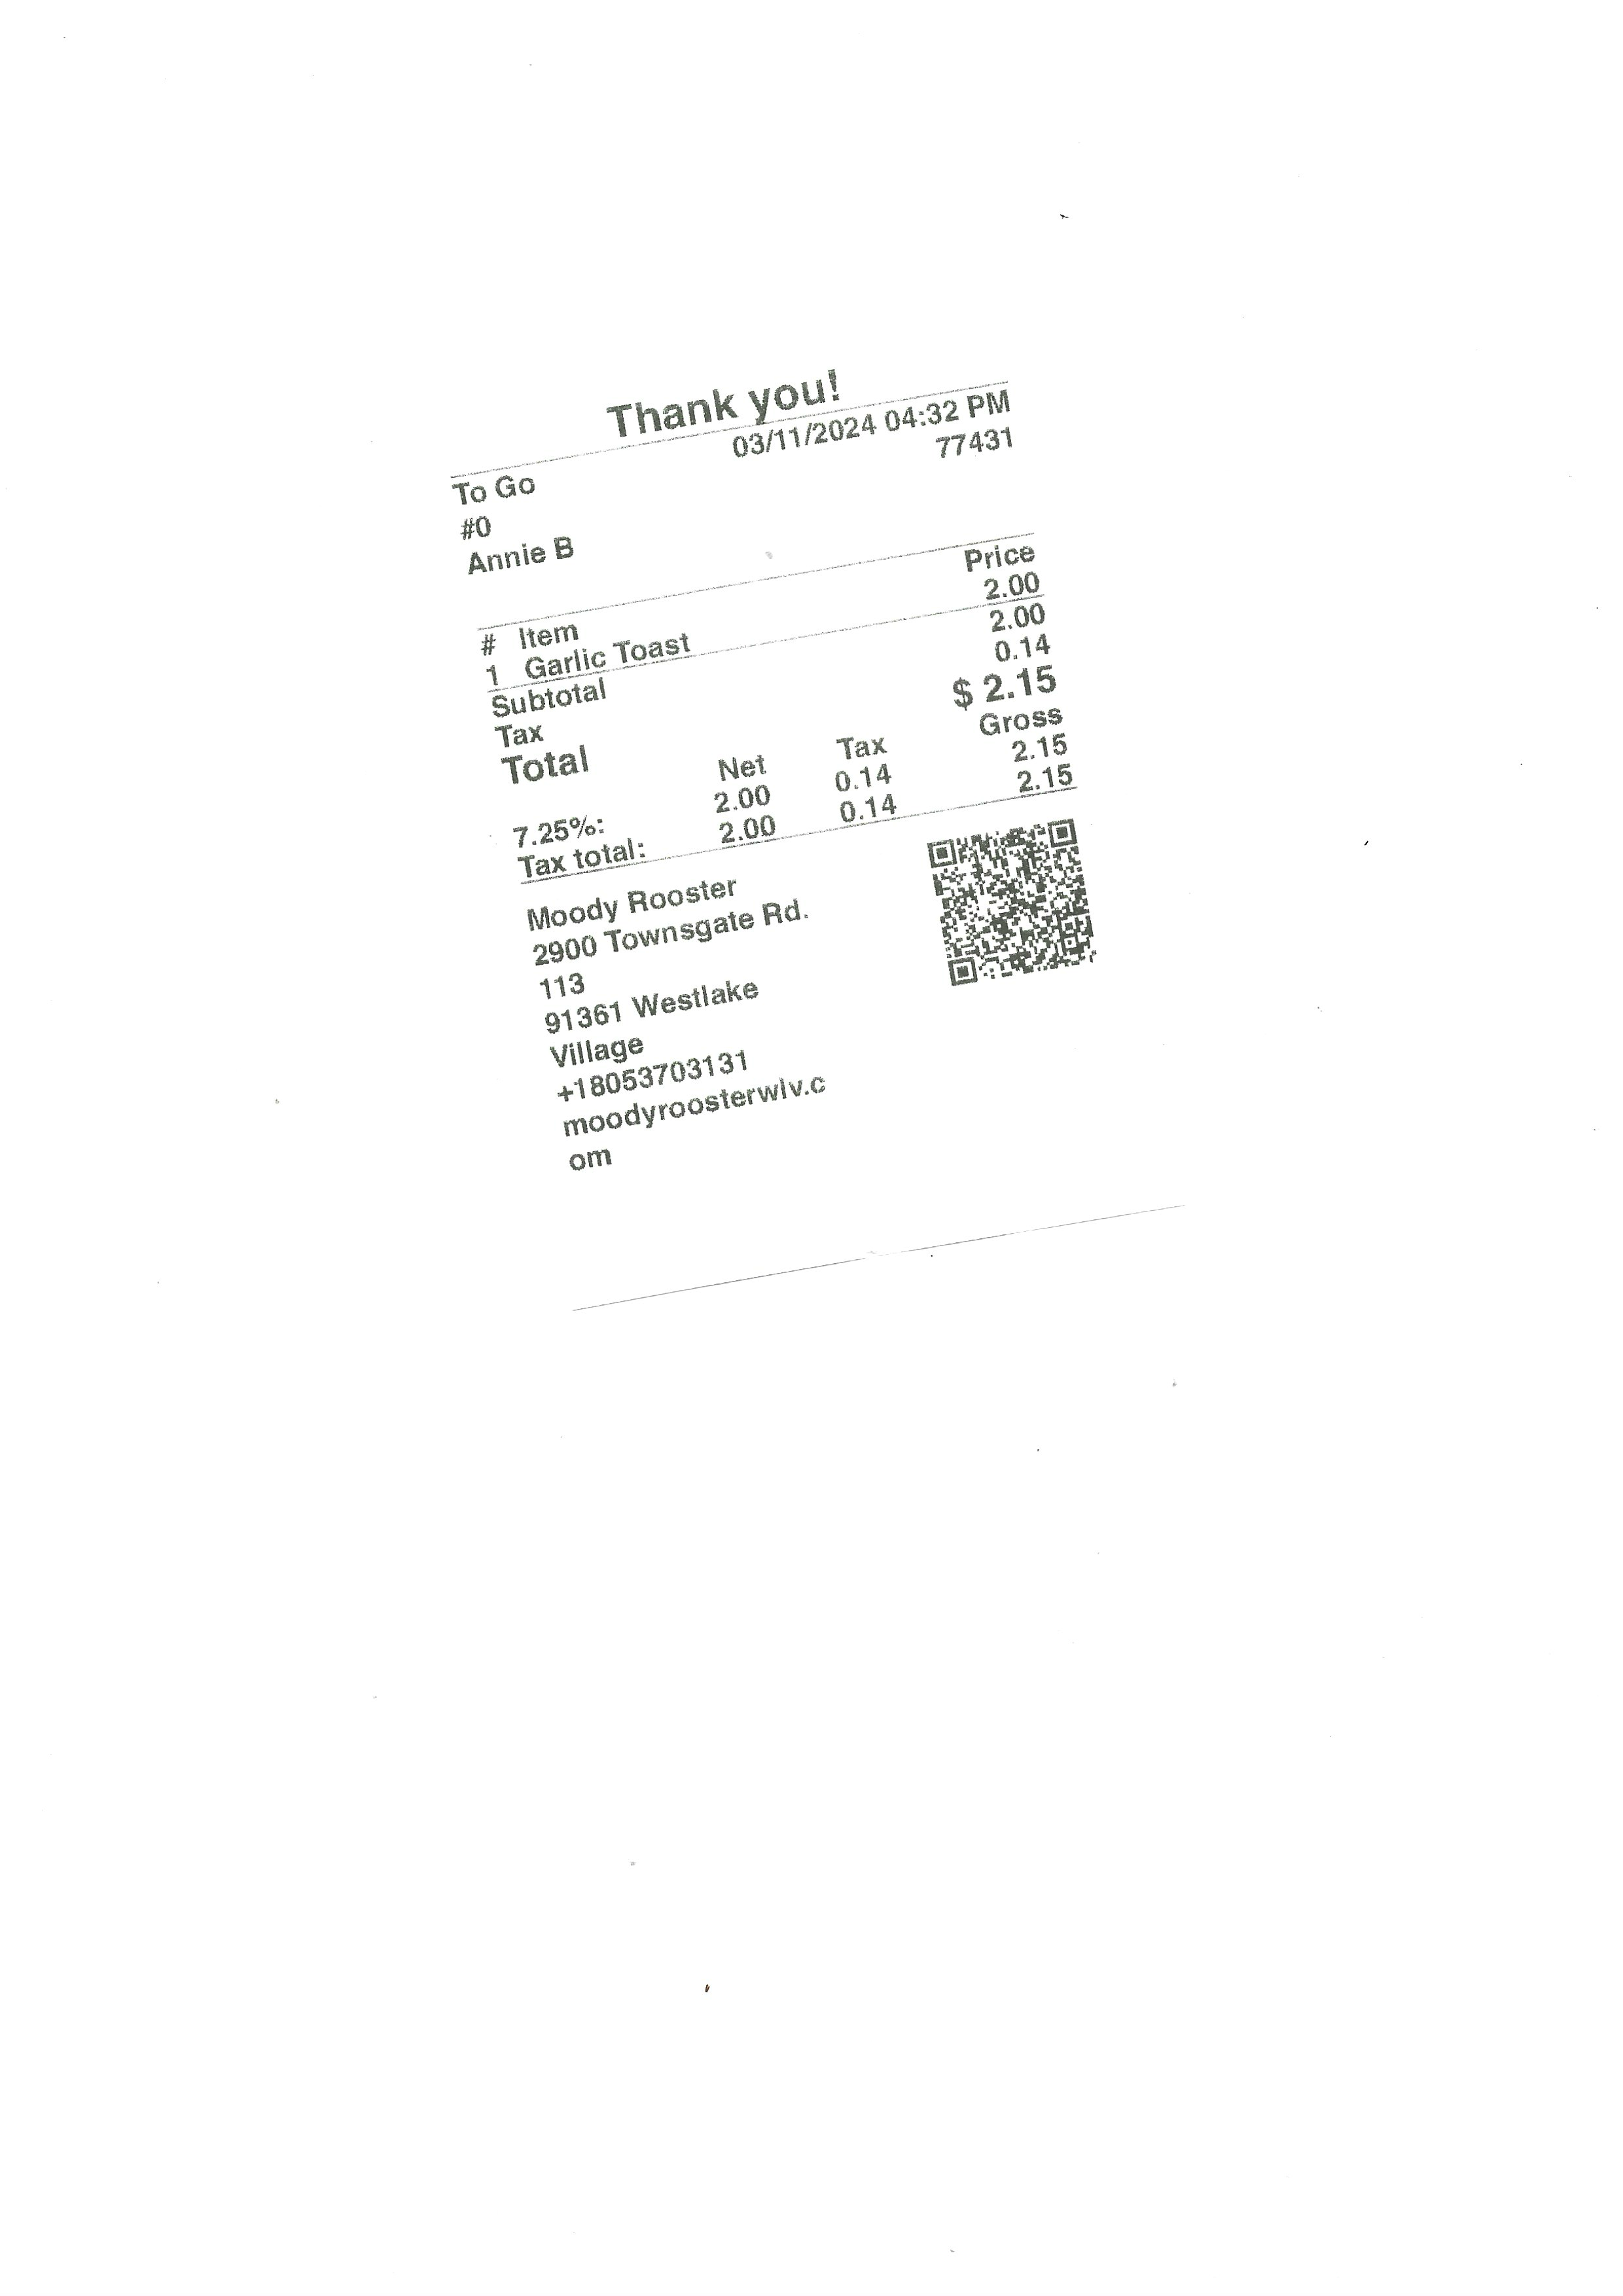 Thank you!
03/11/2024 04:32 PM
To Go 77431
#0
Annie B
# Item Price
1 Garlic Toast 2.00
Subtotal 2.00
Tax 0.14
Total $ 2.15
Net Tax Gross
7.25%: 2.00 0.14 2.15
Tax total: 2.00 0.14 2.15
Moody Rooster
2900 Townsgate Rd.
113
91361 Westlake
Village
+18053703131
moodyroosterwlv.c
om